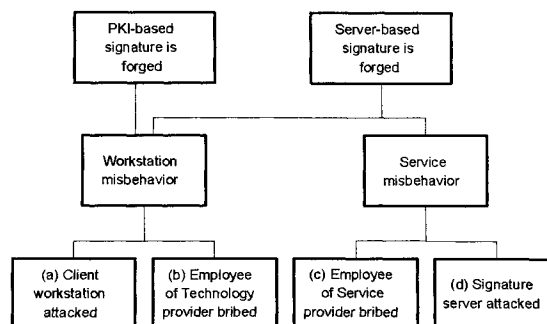 PKI-based
signature is
forged
Server-based
signature is
forged
Workstation
misbehavior
Service
misbehavior
(a) Client
workstation
attacked
(b) Employee
of Technology
provider bribed
(c) Employee
of Service
provider bribed
(d) Signature
server attacked